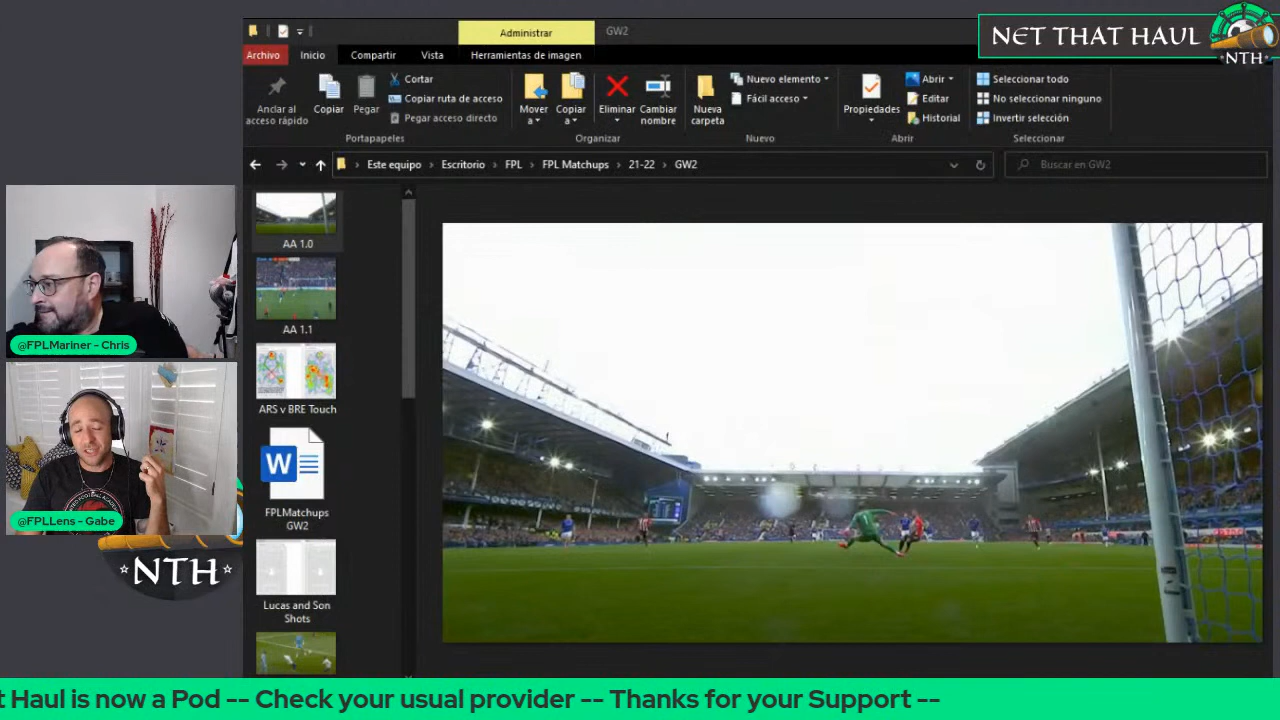 Administrar
GW2
NET THAT HAUL
NTH
Archivo
Inicio
Compartir
Vista
Herramientas de imagen
Anclar al
acceso rápido
Copiar
Pegar
Cortar
Copiar ruta de acceso
Pegar acceso directo
Portapapeles
Mover
a
Copiar
a
Eliminar
Cambiar
nombre
Organizar
Nueva
carpeta
Nuevo elemento
Fácil acceso
Nuevo
Propiedades
Abrir
Editar
Historial
Abrir
Seleccionar todo
No seleccionar ninguno
Invertir selección
Seleccionar
Este equipo › Escritorio › FPL › FPL Matchups › 21-22 › GW2
Buscar en GW2
AA 1.0
AA 1.1
ARS v BRE Touch
W
FPLMatchups
GW2
Lucas and Son
Shots
@FPLMariner - Chris
@FPLLens - Gabe
NTH
t Haul is now a Pod -- Check your usual provider -- Thanks for your Support --